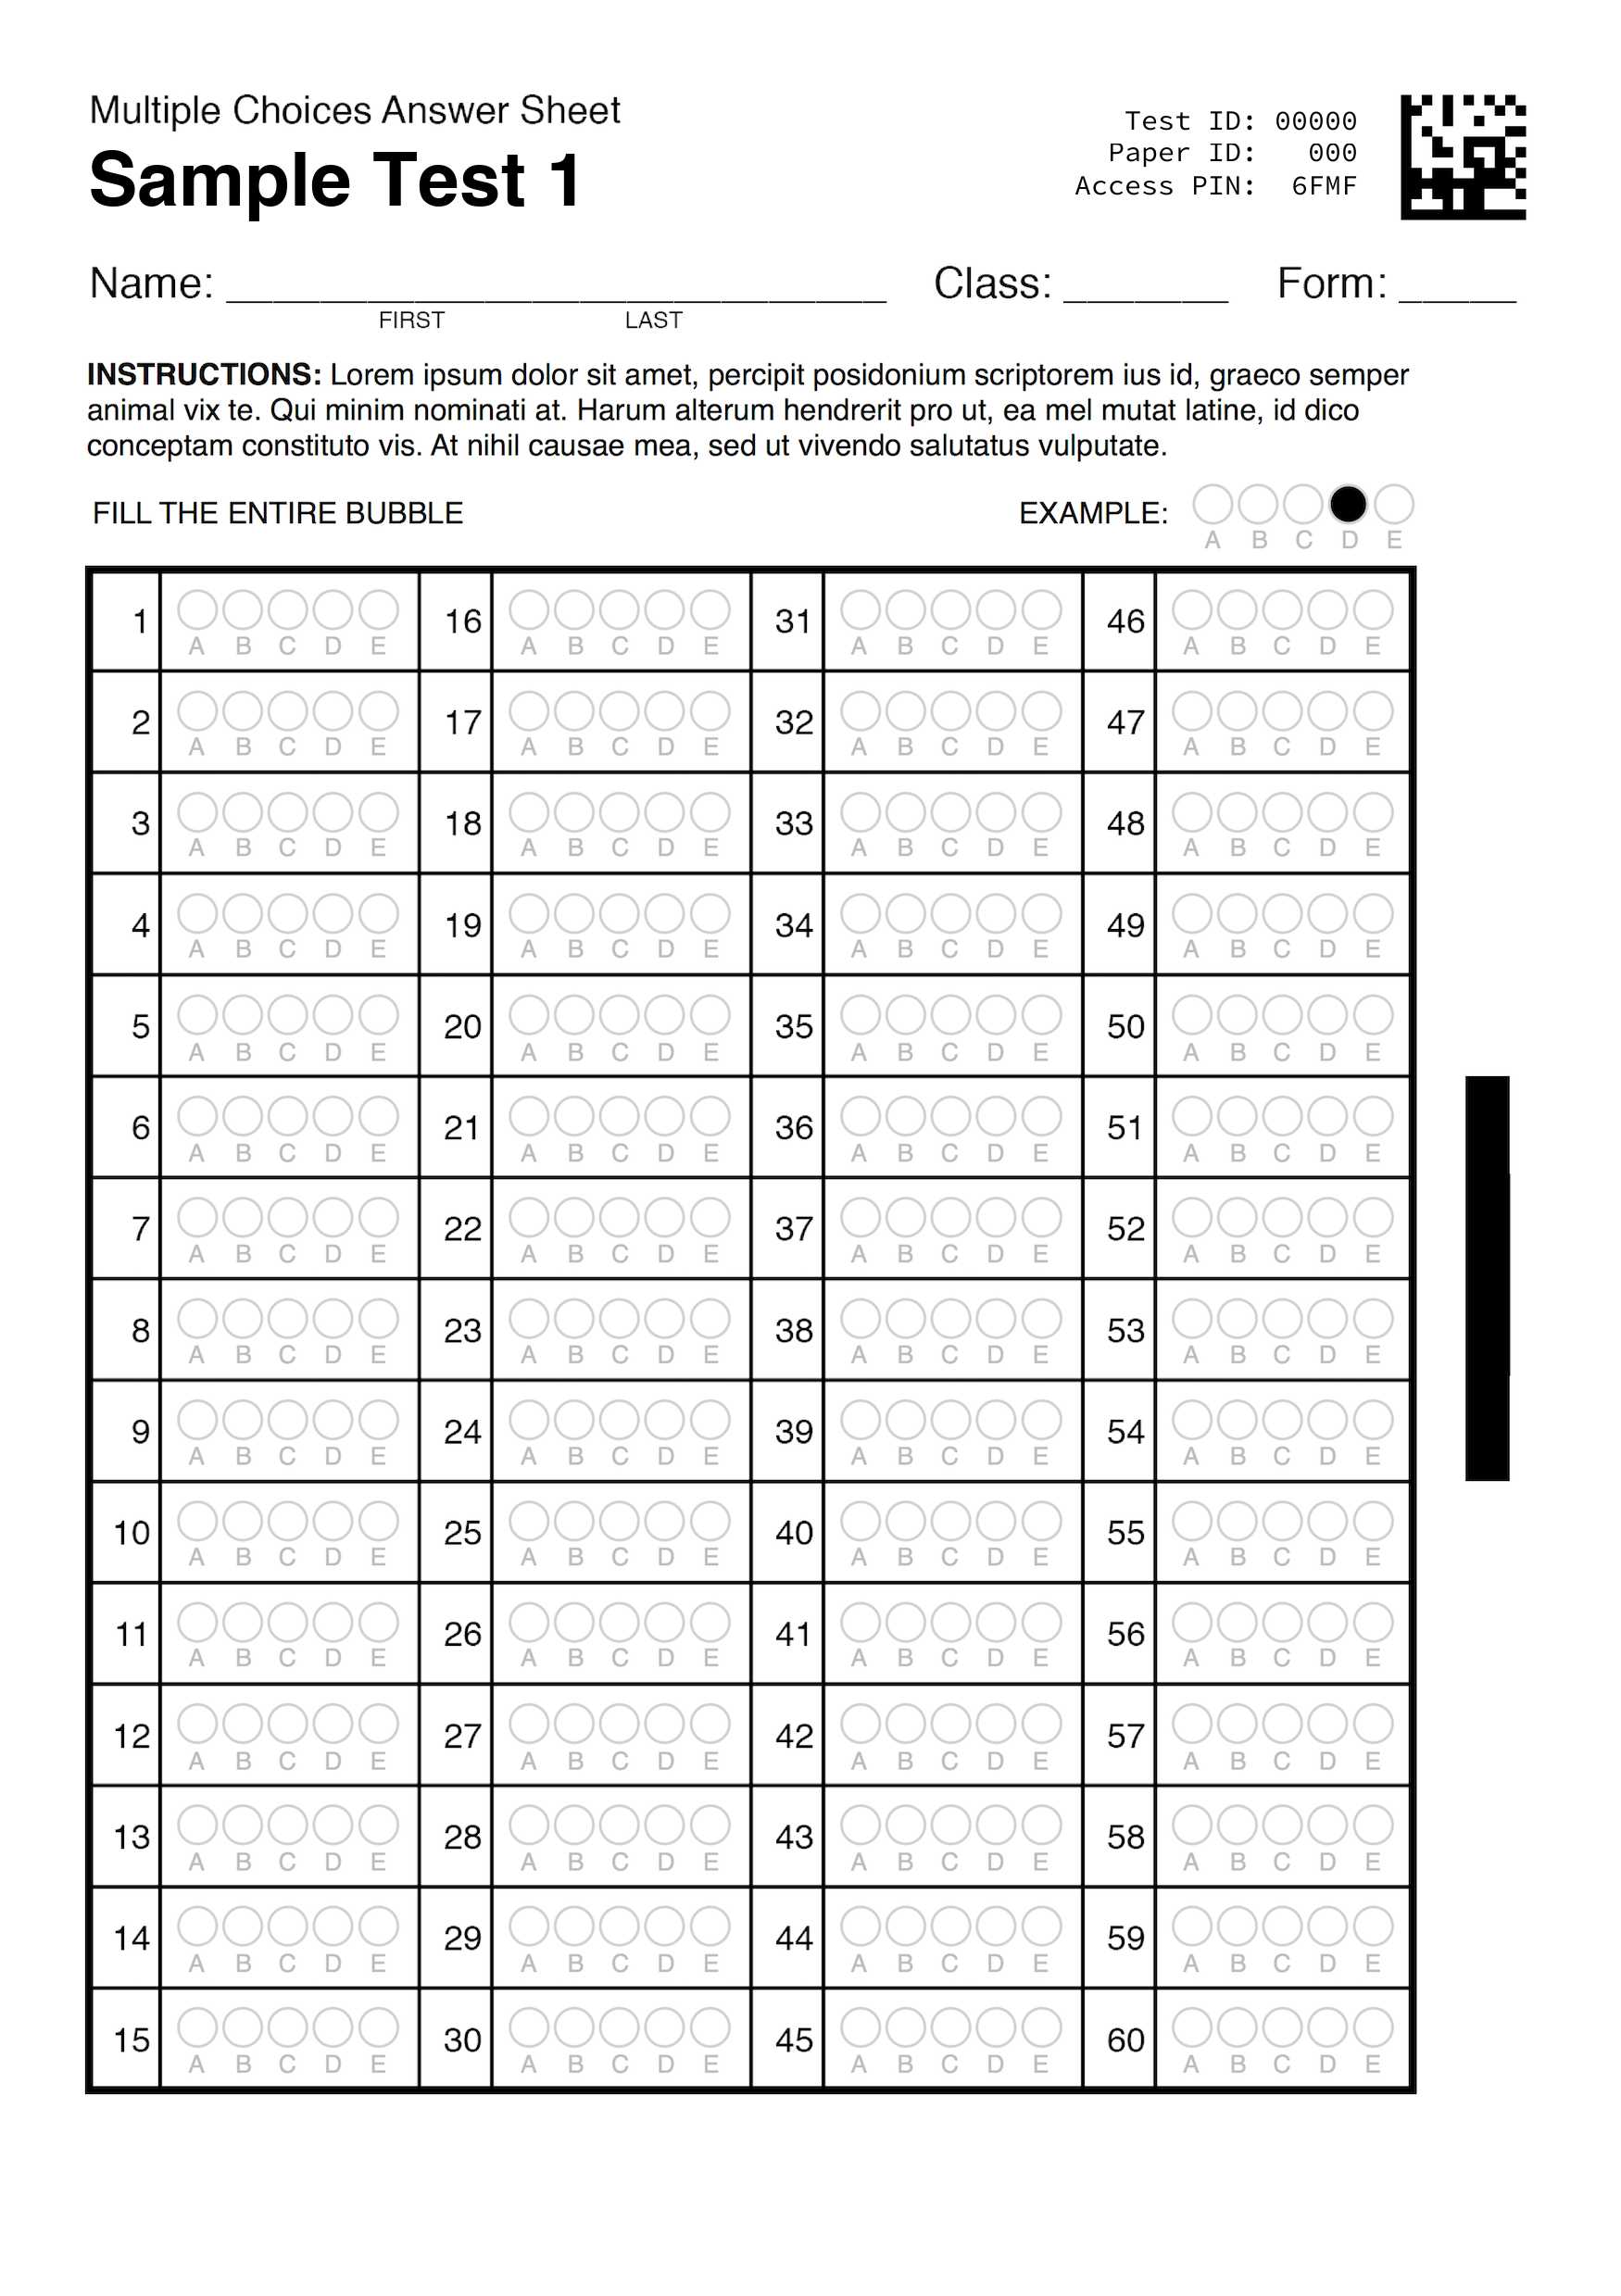 Multiple Choices Answer Sheet
Sample Test 1
Test ID: 00000
Paper ID: 000
Access PIN: 6FMF
Name: ____________________________ Class: _______ Form: _____
FIRST LAST
INSTRUCTIONS: Lorem ipsum dolor sit amet, percipit posidonium scriptorem ius id, graeco semper
animal vix te. Qui minim nominati at. Harum alterum hendrerit pro ut, ea mel mutat latine, id dico
conceptam constituto vis. At nihil causae mea, sed ut vivendo salutatus vulputate.
FILL THE ENTIRE BUBBLE EXAMPLE:
A B C D E
1 16 31 46
A B C D E A B C D E A B C D E A B C D E
2 17 32 47
A B C D E A B C D E A B C D E A B C D E
3 18 33 48
A B C D E A B C D E A B C D E A B C D E
4 19 34 49
A B C D E A B C D E A B C D E A B C D E
5 20 35 50
A B C D E A B C D E A B C D E A B C D E
6 21 36 51
A B C D E A B C D E A B C D E A B C D E
7 22 37 52
A B C D E A B C D E A B C D E A B C D E
8 23 38 53
A B C D E A B C D E A B C D E A B C D E
9 24 39 54
A B C D E A B C D E A B C D E A B C D E
10 25 40 55
A B C D E A B C D E A B C D E A B C D E
11 26 41 56
A B C D E A B C D E A B C D E A B C D E
12 27 42 57
A B C D E A B C D E A B C D E A B C D E
13 28 43 58
A B C D E A B C D E A B C D E A B C D E
14 29 44 59
A B C D E A B C D E A B C D E A B C D E
15 30 45 60
A B C D E A B C D E A B C D E A B C D E